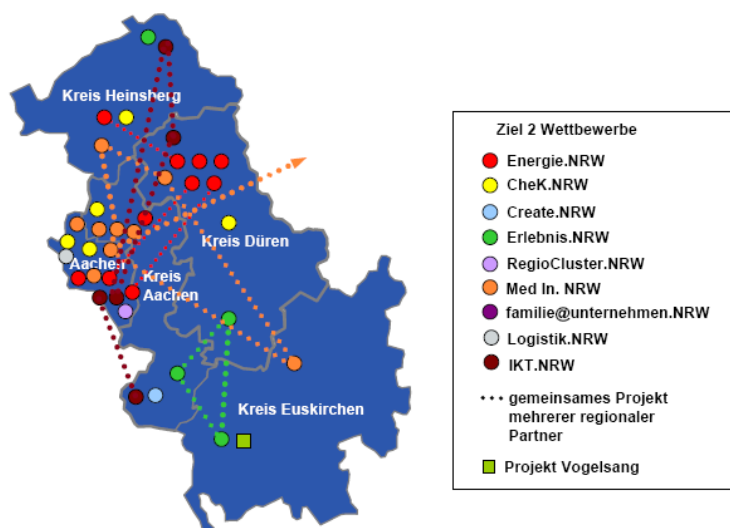 Kreis Heinsberg
Kreis Düren
Aachen
Kreis
Aachen
Kreis Euskirchen
Ziel 2 Wettbewerbe
Energie.NRW
CheK.NRW
Create.NRW
Erlebnis.NRW
RegioCluster.NRW
Med In. NRW
familie@unternehmen.NRW
Logistik.NRW
IKT.NRW
gemeinsames Projekt
mehrerer regionaler
Partner
Projekt Vogelsang